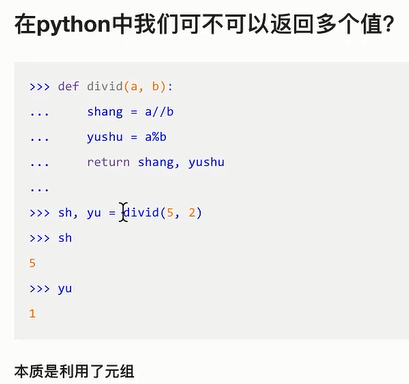 在python中我们可不可以返回多个值?
>>> def divid(a, b):
...     shang = a//b
...     yushu = a%b
...     return shang, yushu
...
>>> sh, yu = divid(5, 2)
>>> sh
5
>>> yu
1
本质是利用了元组